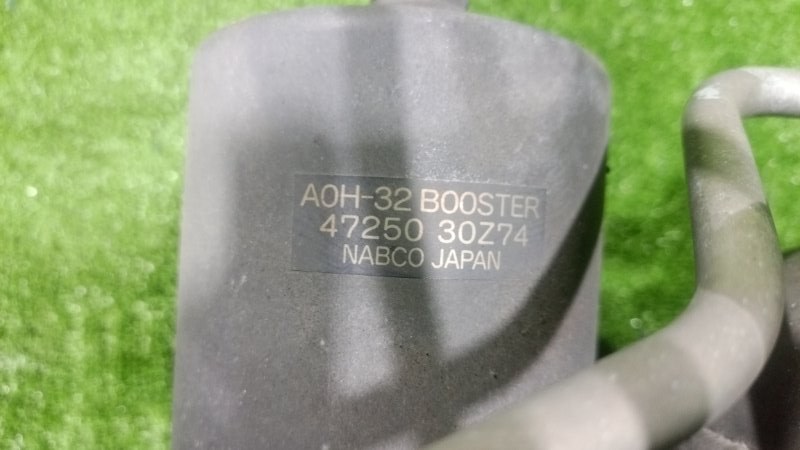 AOH-32 BOOSTER
47250 30Z74
NABCO JAPAN